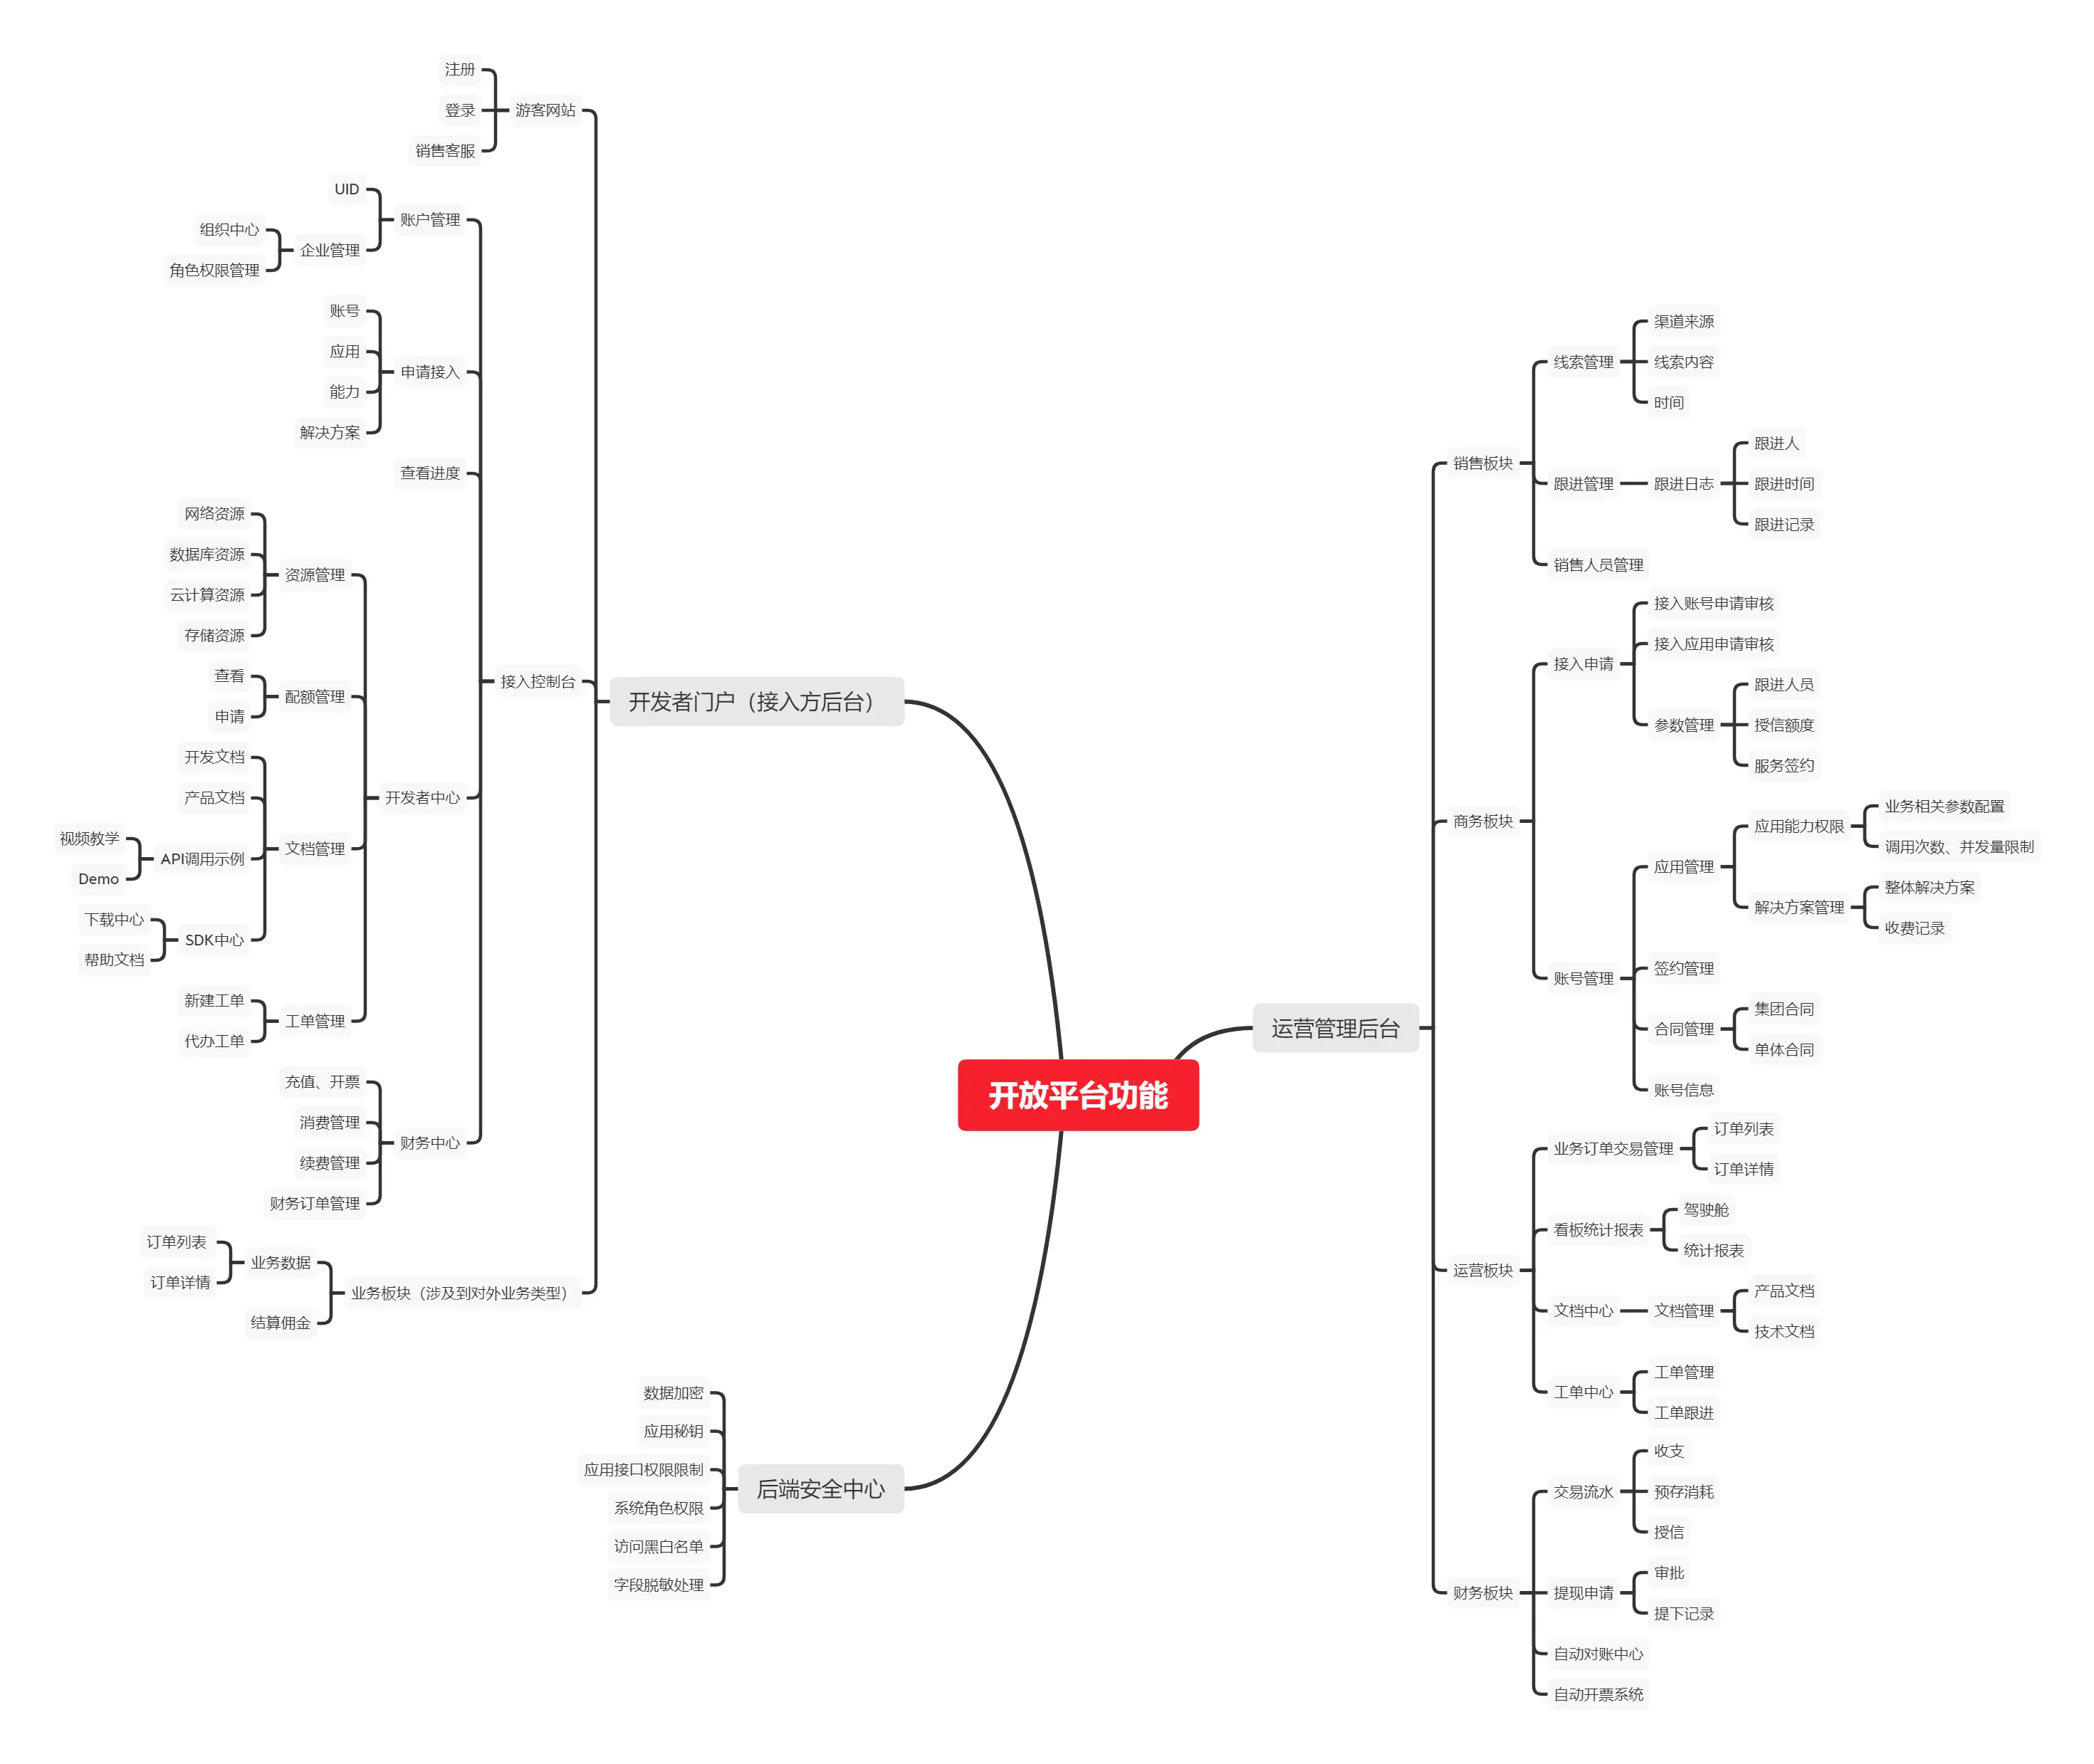 开放平台功能
开发者门户（接入方后台）
游客网站
注册
登录
销售客服
接入控制台
账户管理
UID
企业管理
组织中心
角色权限管理
申请接入
账号
应用
能力
解决方案
查看进度
开发者中心
资源管理
网络资源
数据库资源
云计算资源
存储资源
配额管理
查看
申请
文档管理
开发文档
产品文档
API调用示例
视频教学
Demo
SDK中心
下载中心
帮助文档
工单管理
新建工单
代办工单
财务中心
充值、开票
消费管理
续费管理
财务订单管理
业务板块（涉及到对外业务类型）
业务数据
订单列表
订单详情
结算佣金
后端安全中心
数据加密
应用秘钥
应用接口权限限制
系统角色权限
访问黑白名单
字段脱敏处理
运营管理后台
销售板块
线索管理
渠道来源
线索内容
时间
跟进管理
跟进日志
跟进人
跟进时间
跟进记录
销售人员管理
商务板块
接入申请
接入账号申请审核
接入应用申请审核
参数管理
跟进人员
授信额度
服务签约
账号管理
应用管理
应用能力权限
业务相关参数配置
调用次数、并发量限制
解决方案管理
整体解决方案
收费记录
签约管理
合同管理
集团合同
单体合同
账号信息
运营板块
业务订单交易管理
订单列表
订单详情
看板统计报表
驾驶舱
统计报表
文档中心
文档管理
产品文档
技术文档
工单中心
工单管理
工单跟进
财务板块
交易流水
收支
预存消耗
授信
提现申请
审批
提下记录
自动对账中心
自动开票系统